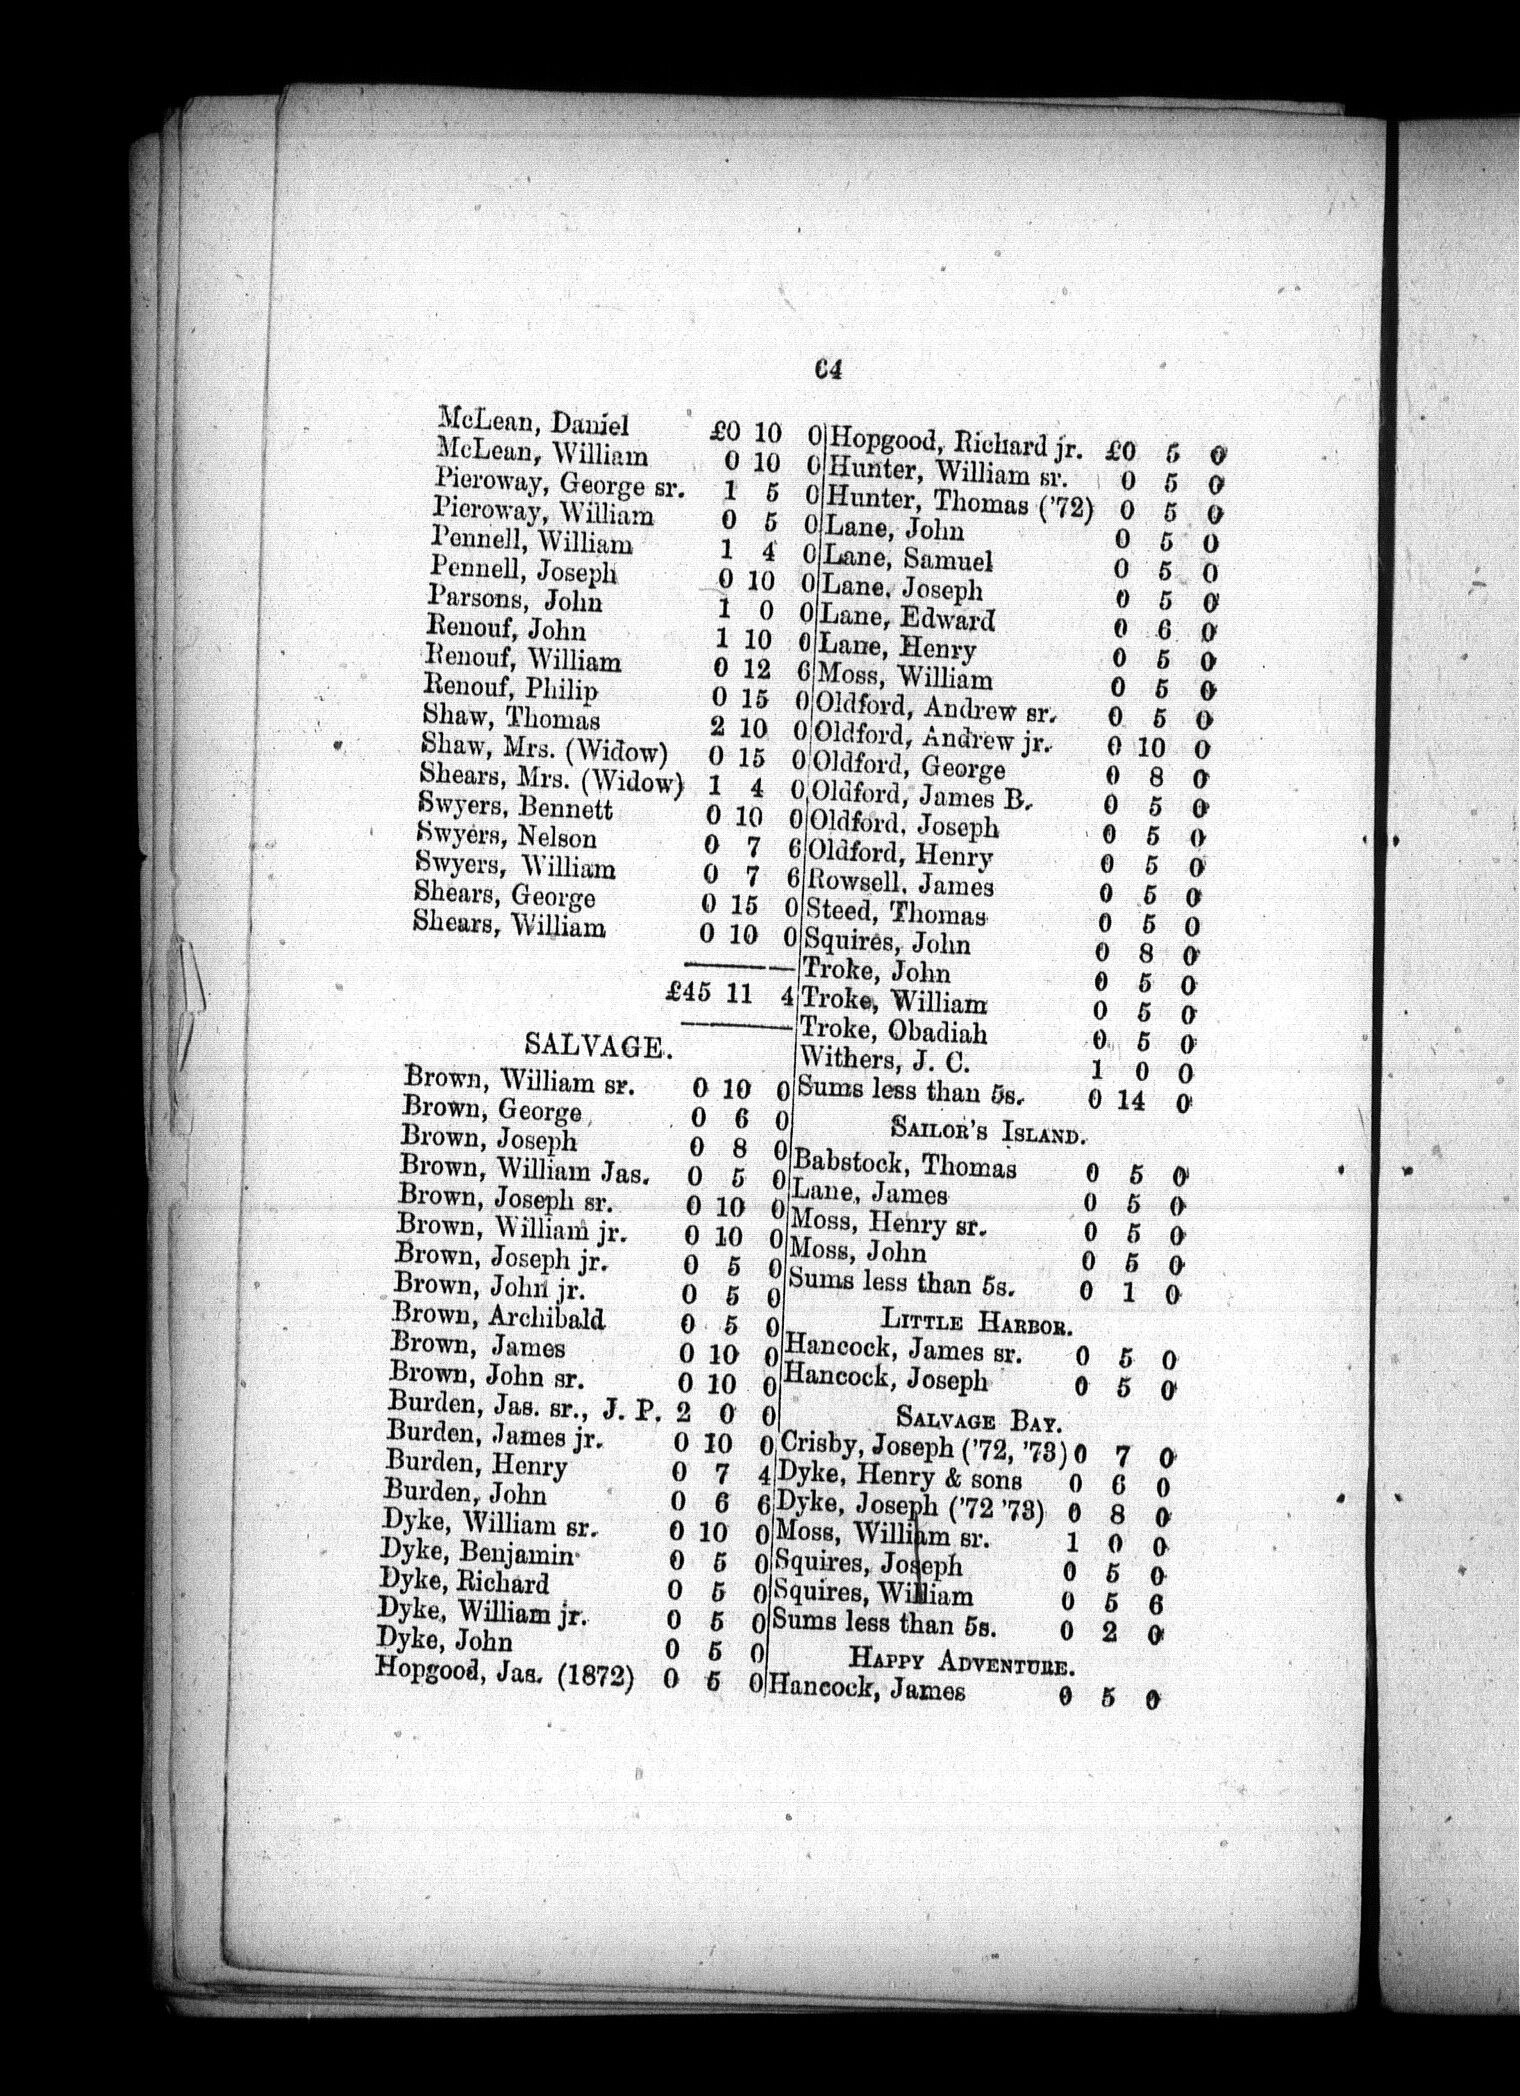 64
McLean, Daniel £0 10 0
McLean, William 0 10 0
Pieroway, George sr. 1 5 0
Pieroway, William 0 5 0
Pennell, William 1 4 0
Pennell, Joseph 0 10 0
Parsons, John 1 0 0
Renouf, John 1 10 0
Renouf, William 0 12 6
Renouf, Philip 0 15 0
Shaw, Thomas 2 10 0
Shaw, Mrs. (Widow) 0 15 0
Shears, Mrs. (Widow) 1 4 0
Swyers, Bennett 0 10 0
Swyers, Nelson 0 7 6
Swyers, William 0 7 6
Shears, George 0 15 0
Shears, William 0 10 0
£45 11 4
SALVAGE.
Brown, William sr. 0 10 0
Brown, George 0 6 0
Brown, Joseph 0 8 0
Brown, William Jas. 0 5 0
Brown, Joseph sr. 0 10 0
Brown, William jr. 0 10 0
Brown, Joseph jr. 0 5 0
Brown, John jr. 0 5 0
Brown, Archibald 0 5 0
Brown, James 0 10 0
Brown, John sr. 0 10 0
Burden, Jas. sr., J. P. 2 0 0
Burden, James jr. 0 10 0
Burden, Henry 0 7 4
Burden, John 0 6 6
Dyke, William sr. 0 10 0
Dyke, Benjamin 0 5 0
Dyke, Richard 0 5 0
Dyke, William jr. 0 5 0
Dyke, John 0 5 0
Hopgood, Jas. (1872) 0 5 0
Hopgood, Richard jr. £0 5 0
Hunter, William sr. 0 5 0
Hunter, Thomas ('72) 0 5 0
Lane, John 0 5 0
Lane, Samuel 0 5 0
Lane, Joseph 0 5 0
Lane, Edward 0 6 0
Lane, Henry 0 5 0
Moss, William 0 5 0
Oldford, Andrew sr. 0 5 0
Oldford, Andrew jr. 0 10 0
Oldford, George 0 8 0
Oldford, James B. 0 5 0
Oldford, Joseph 0 5 0
Oldford, Henry 0 5 0
Rowsell, James 0 5 0
Steed, Thomas 0 5 0
Squires, John 0 8 0
Troke, John 0 5 0
Troke, William 0 5 0
Troke, Obadiah 0 5 0
Withers, J. C. 1 0 0
Sums less than 5s. 0 14 0
SAILOR'S ISLAND.
Babstock, Thomas 0 5 0
Lane, James 0 5 0
Moss, Henry sr. 0 5 0
Moss, John 0 5 0
Sums less than 5s. 0 1 0
LITTLE HARBOR.
Hancock, James sr. 0 5 0
Hancock, Joseph 0 5 0
SALVAGE BAY.
Crisby, Joseph ('72, '73) 0 7 0
Dyke, Henry & sons 0 6 0
Dyke, Joseph ('72 '73) 0 8 0
Moss, William sr. 1 0 0
Squires, Joseph 0 5 0
Squires, William 0 5 6
Sums less than 5s. 0 2 0
HAPPY ADVENTURE.
Hancock, James 0 5 0